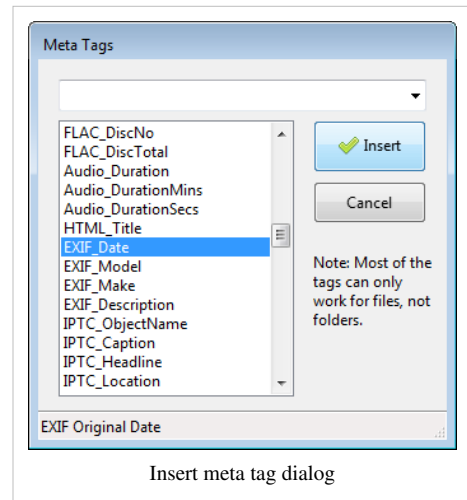 Meta Tags
FLAC_DiscNo
FLAC_DiscTotal
Audio_Duration
Audio_DurationMins
Audio_DurationSecs
HTML_Title
EXIF_Date
EXIF_Model
EXIF_Make
EXIF_Description
IPTC_ObjectName
IPTC_Caption
IPTC_Headline
IPTC_Location
Insert
Cancel
Note: Most of the
tags can only
work for files, not
folders.
EXIF Original Date
Insert meta tag dialog